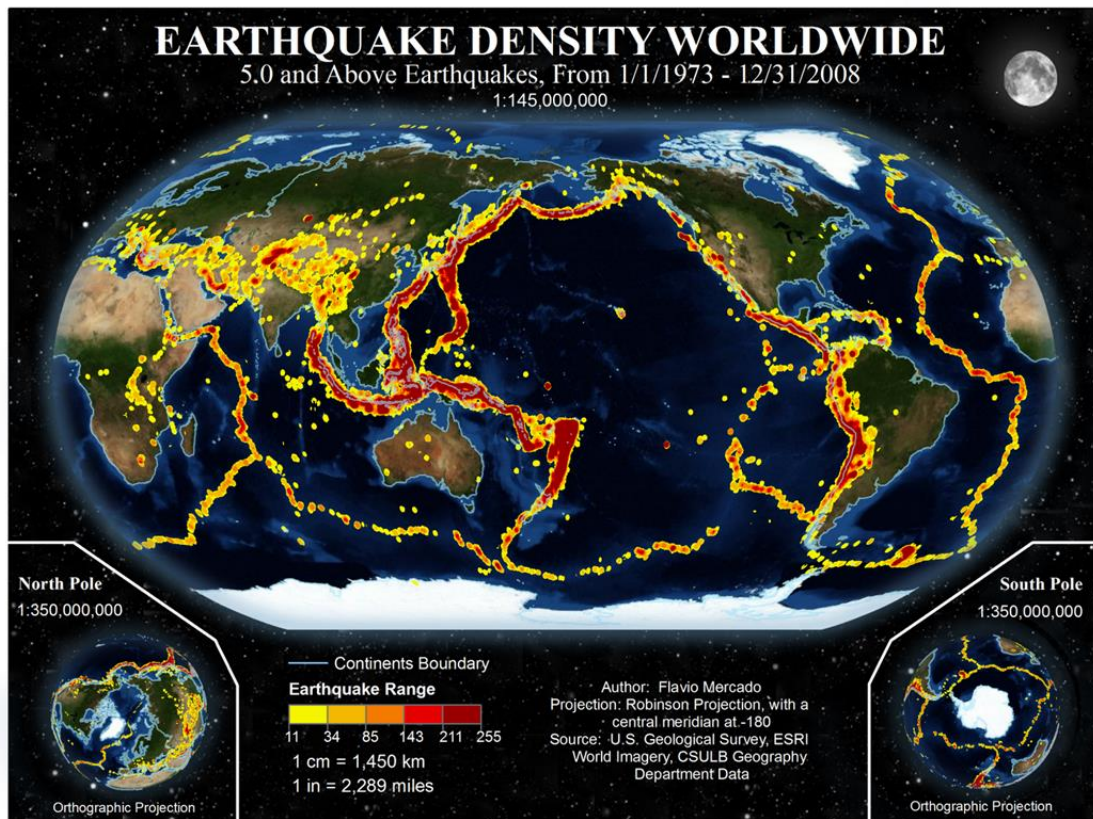 EARTHQUAKE DENSITY WORLDWIDE
5.0 and Above Earthquakes, From 1/1/1973 - 12/31/2008
1:145,000,000
North Pole
1:350,000,000
Orthographic Projection
Continents Boundary
Earthquake Range
11 34 85 143 211 255
1 cm = 1,450 km
1 in = 2,289 miles
Author: Flavio Mercado
Projection: Robinson Projection, with a
central meridian at -180
Source: U.S. Geological Survey, ESRI
World Imagery, CSULB Geography
Department Data
South Pole
1:350,000,000
Orthographic Projection